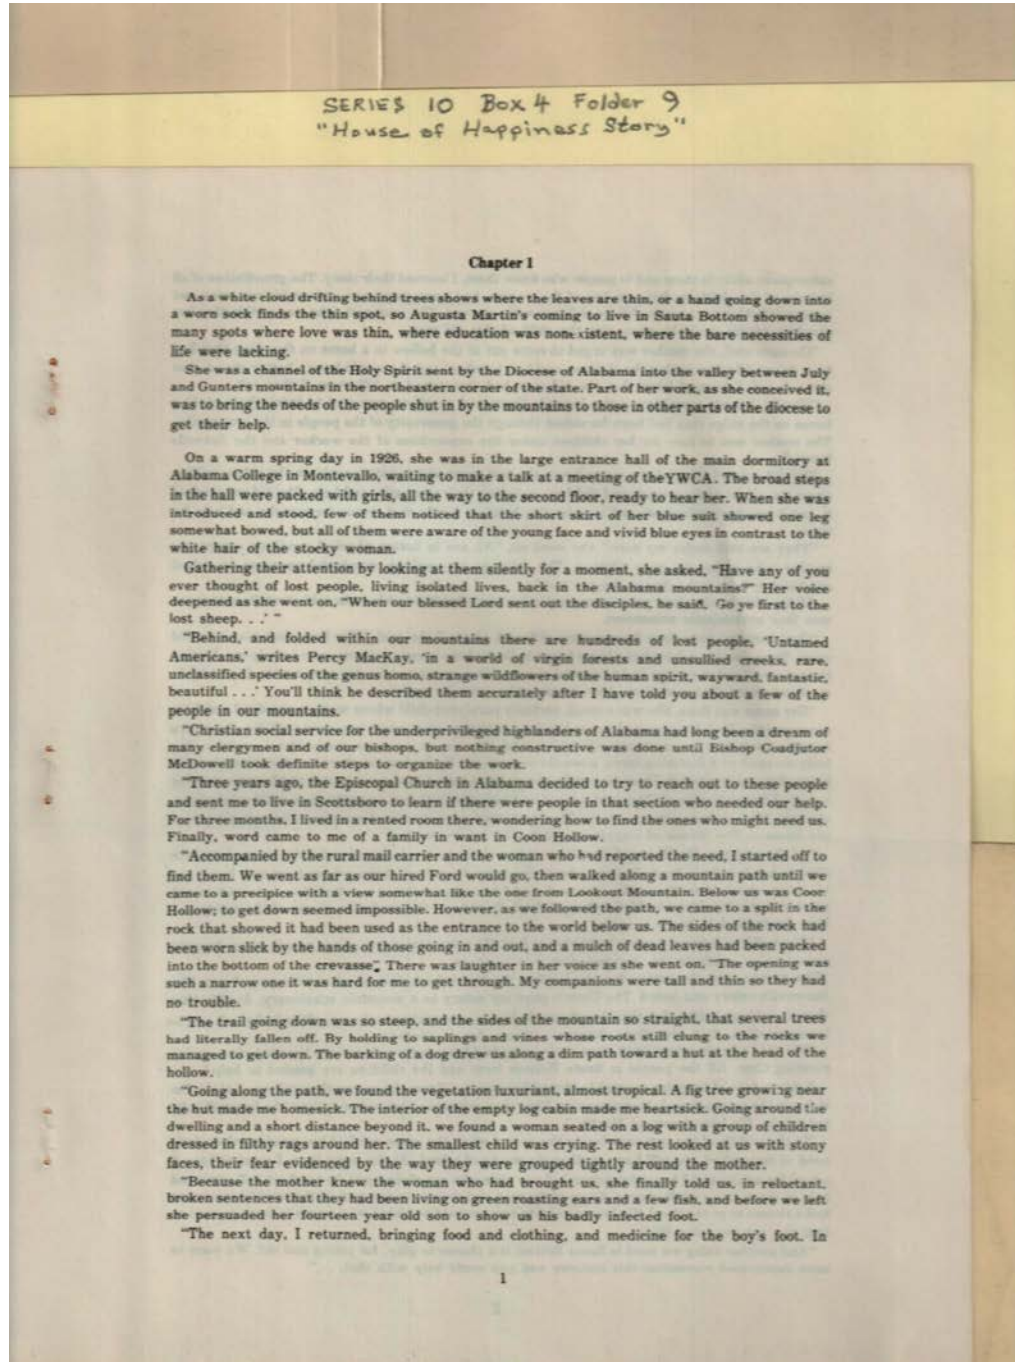 SERIES 10 Box 4 Folder 9
"House of Happiness Story"
Chapter 1
As a white cloud drifting behind trees shows where the leaves are thin, or a hand going down into
a worn sock finds the thin spot, so Augusta Martin's coming to live in Sauta Bottom showed the
many spots where love was thin, where education was nonexistent, where the bare necessities of
life were lacking.
She was a channel of the Holy Spirit sent by the Diocese of Alabama into the valley between July
and Gunters mountains in the northeastern corner of the state. Part of her work, as she conceived it,
was to bring the needs of the people shut in by the mountains to those in other parts of the diocese to
get their help.
On a warm spring day in 1926, she was in the large entrance hall of the main dormitory at
Alabama College in Montevallo, waiting to make a talk at a meeting of theYWCA. The broad steps
in the hall were packed with girls, all the way to the second floor, ready to hear her. When she was
introduced and stood, few of them noticed that the short skirt of her blue suit showed one leg
somewhat bowed, but all of them were aware of the young face and vivid blue eyes in contrast to the
white hair of the stocky woman.
Gathering their attention by looking at them silently for a moment, she asked, "Have any of you
ever thought of lost people, living isolated lives, back in the Alabama mountains?" Her voice
deepened as she went on, "When our blessed Lord sent out the disciples, he said, 'Go ye first to the
lost sheep. . .' "
"Behind, and folded within our mountains there are hundreds of lost people, 'Untamed
Americans,' writes Percy MacKay, 'in a world of virgin forests and unsullied creeks, rare,
unclassified species of the genus homo, strange wildflowers of the human spirit, wayward, fantastic,
beautiful . . .' You'll think he described them accurately after I have told you about a few of the
people in our mountains.
"Christian social service for the underprivileged highlanders of Alabama had long been a dream of
many clergymen and of our bishops, but nothing constructive was done until Bishop Coadjutor
McDowell took definite steps to organize the work.
"Three years ago, the Episcopal Church in Alabama decided to try to reach out to these people
and sent me to live in Scottsboro to learn if there were people in that section who needed our help.
For three months, I lived in a rented room there, wondering how to find the ones who might need us.
Finally, word came to me of a family in want in Coon Hollow.
"Accompanied by the rural mail carrier and the woman who had reported the need, I started off to
find them. We went as far as our hired Ford would go, then walked along a mountain path until we
came to a precipice with a view somewhat like the one from Lookout Mountain. Below us was Coon
Hollow; to get down seemed impossible. However, as we followed the path, we came to a split in the
rock that showed it had been used as the entrance to the world below us. The sides of the rock had
been worn slick by the hands of those going in and out, and a mulch of dead leaves had been packed
into the bottom of the crevasse". There was laughter in her voice as she went on, "The opening was
such a narrow one it was hard for me to get through. My companions were tall and thin so they had
no trouble.
"The trail going down was so steep, and the sides of the mountain so straight, that several trees
had literally fallen off. By holding to saplings and vines whose roots still clung to the rocks we
managed to get down. The barking of a dog drew us along a dim path toward a hut at the head of the
hollow.
"Going along the path, we found the vegetation luxuriant, almost tropical. A fig tree growing near
the hut made me homesick. The interior of the empty log cabin made me heartsick. Going around the
dwelling and a short distance beyond it, we found a woman seated on a log with a group of children
dressed in filthy rags around her. The smallest child was crying. The rest looked at us with stony
faces, their fear evidenced by the way they were grouped tightly around the mother.
"Because the mother knew the woman who had brought us, she finally told us, in reluctant,
broken sentences that they had been living on green roasting ears and a few fish, and before we left
she persuaded her fourteen year old son to show us his badly infected foot.
"The next day, I returned, bringing food and clothing, and medicine for the boy's foot. In
1